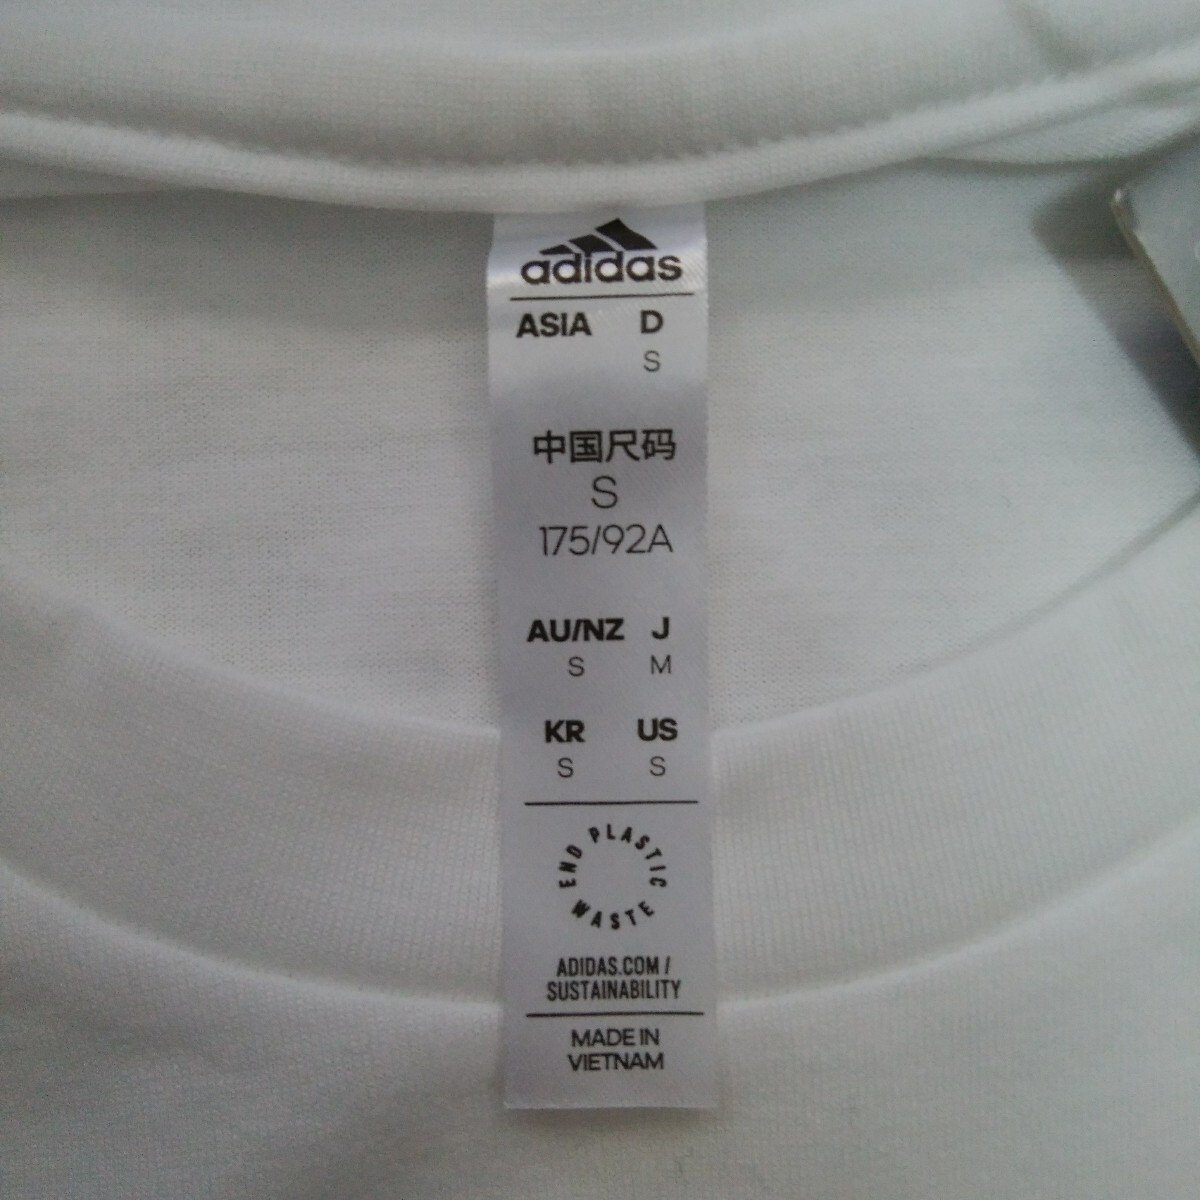 adidas
ASIA D
S
中国尺码
S
175/92A
AU/NZ J
S M
KR US
S S
END PLASTIC WASTE
ADIDAS.COM /
SUSTAINABILITY
MADE IN
VIETNAM